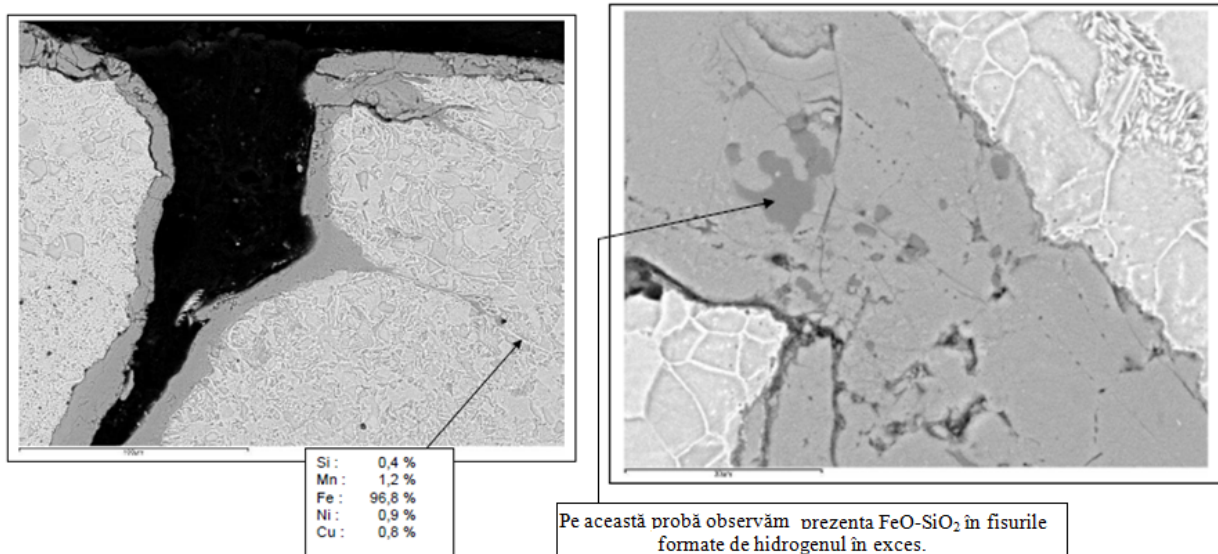 100µm
Si : 0,4 %
Mn : 1,2 %
Fe : 96,8 %
Ni : 0,9 %
Cu : 0,8 %
Pe această probă observăm prezenta FeO-SiO₂ în fisurile
formate de hidrogenul în exces.